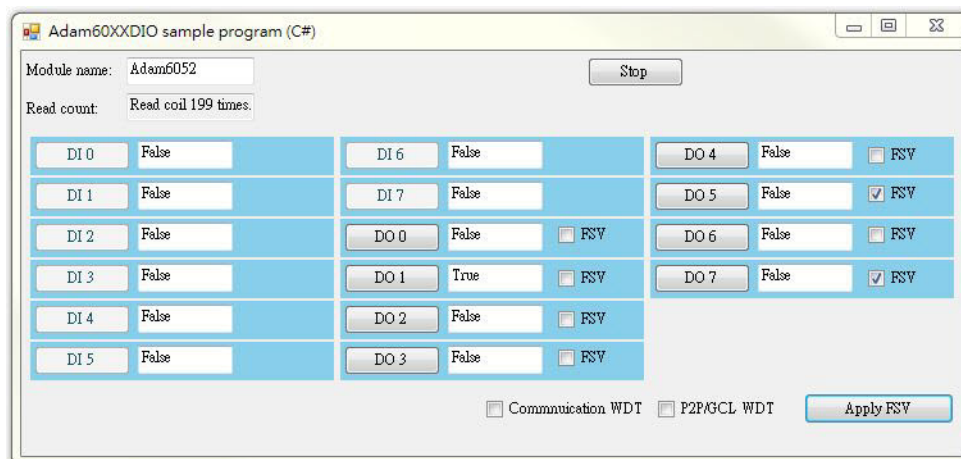 Adam60XXDIO sample program (C#)
Module name: Adam6052 Stop
Read count: Read coil 199 times.
DI 0 False DI 6 False DO 4 False FSV
DI 1 False DI 7 False DO 5 False FSV
DI 2 False DO 0 False FSV DO 6 False FSV
DI 3 False DO 1 True FSV DO 7 False FSV
DI 4 False DO 2 False FSV
DI 5 False DO 3 False FSV
Commnuication WDT P2P/GCL WDT Apply FSV